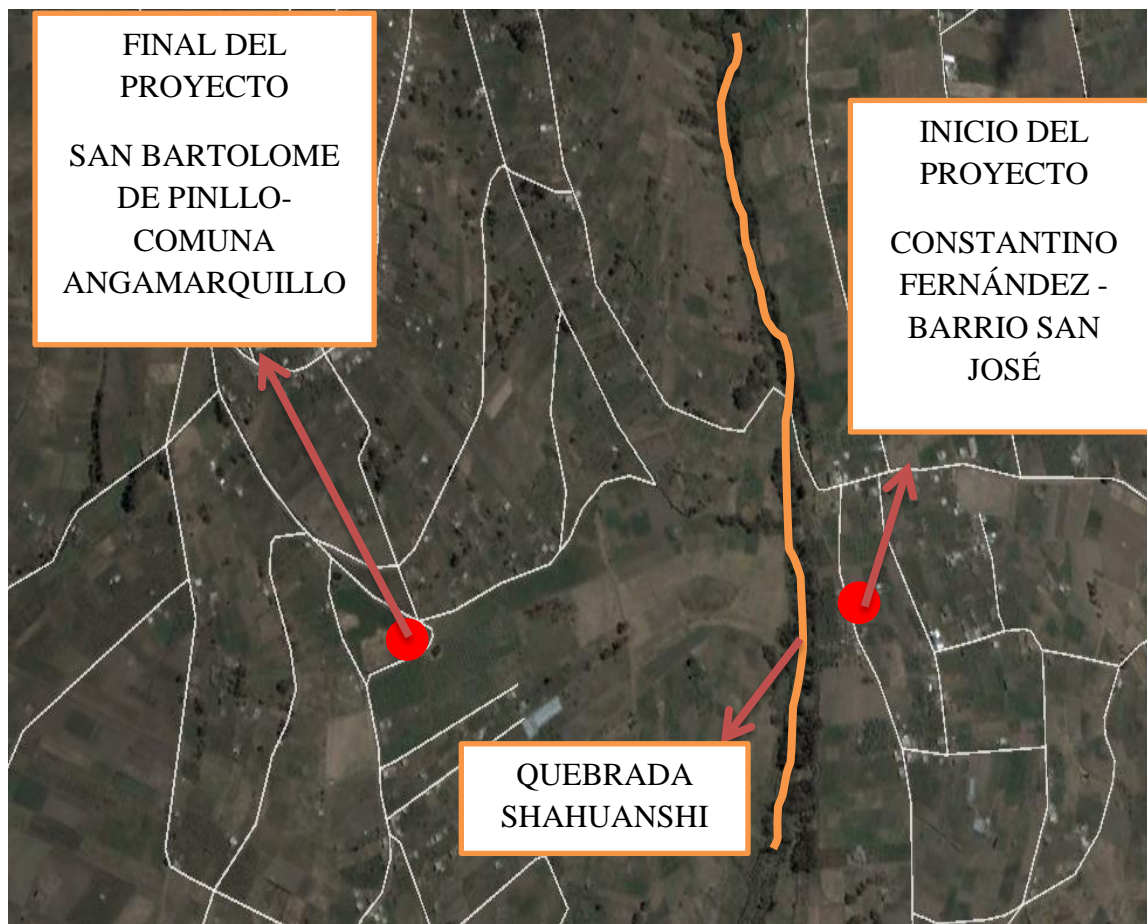 FINAL DEL
PROYECTO
SAN BARTOLOME
DE PINLLO-
COMUNA
ANGAMARQUILLO
INICIO DEL
PROYECTO
CONSTANTINO
FERNÁNDEZ -
BARRIO SAN
JOSÉ
QUEBRADA
SHAHUANSHI